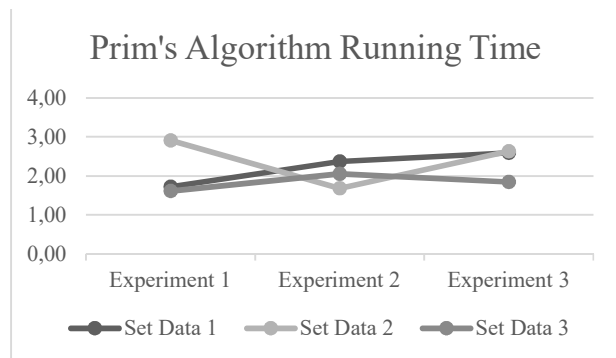 Prim's Algorithm Running Time
4,00
3,00
2,00
1,00
0,00
Experiment 1 Experiment 2 Experiment 3
Set Data 1 Set Data 2 Set Data 3